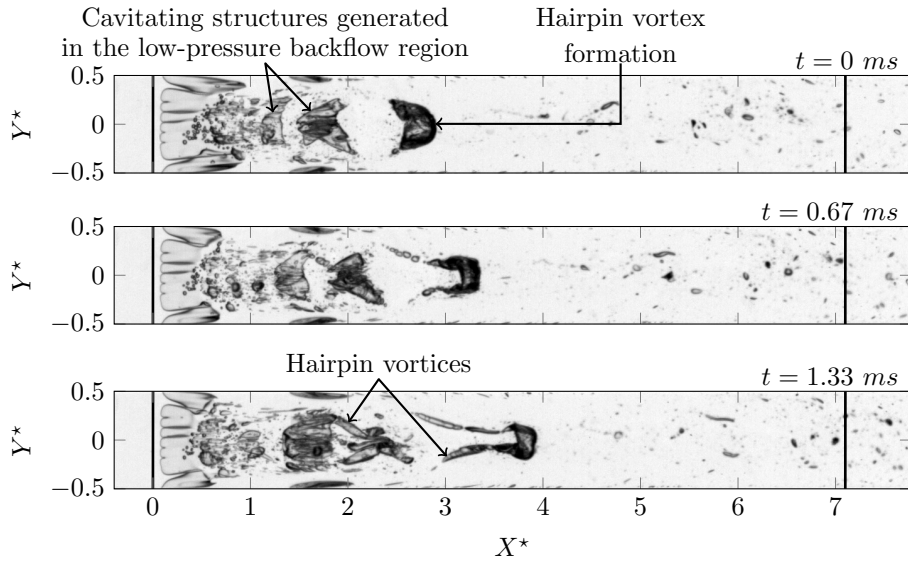 Cavitating structures generated
in the low-pressure backflow region
Hairpin vortex
formation
t = 0 ms
0.5
0
−0.5
Y⋆
t = 0.67 ms
0.5
0
−0.5
Y⋆
Hairpin vortices
t = 1.33 ms
0.5
0
−0.5
Y⋆
0 1 2 3 4 5 6 7
X⋆